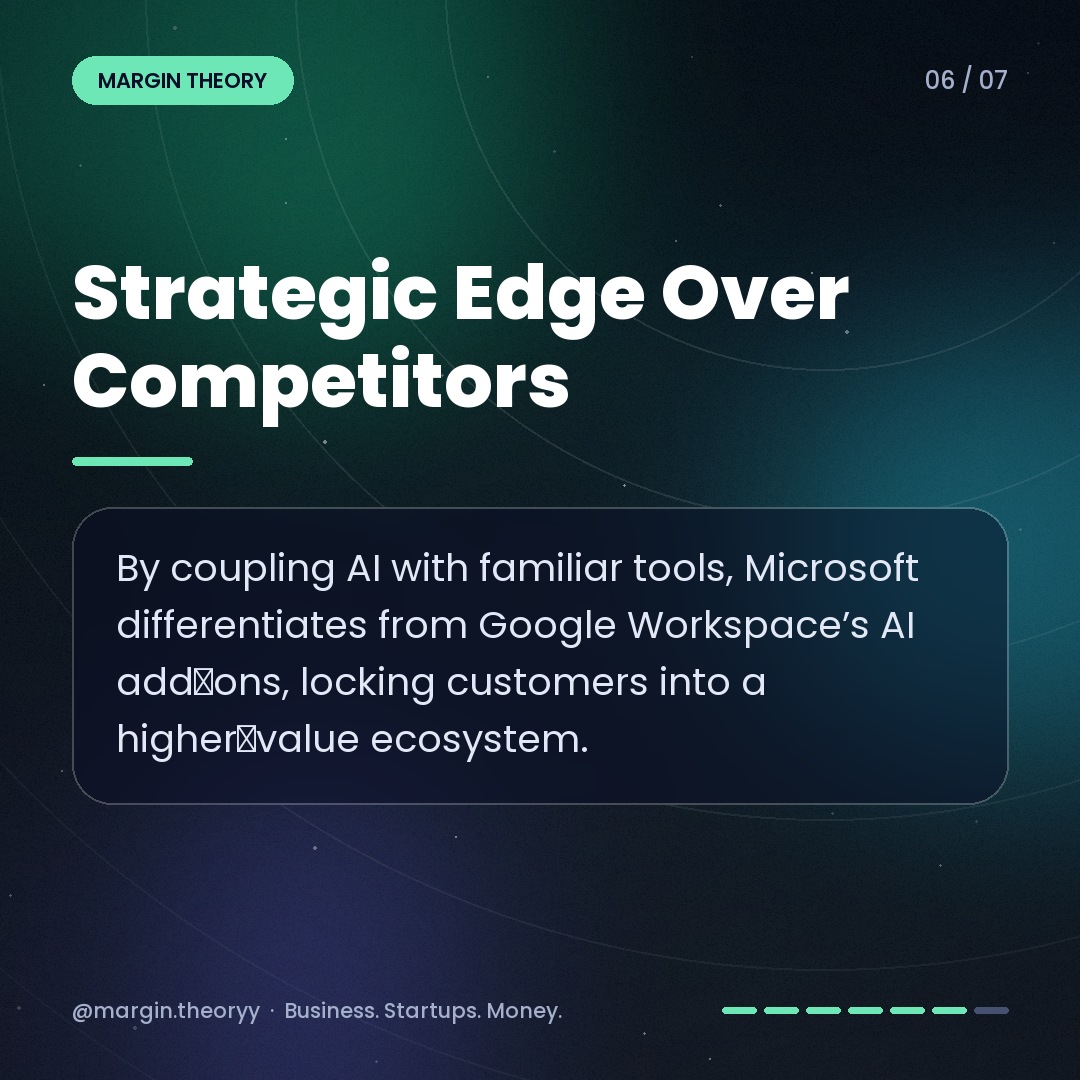 MARGIN THEORY
06 / 07
Strategic Edge Over
Competitors
By coupling AI with familiar tools, Microsoft
differentiates from Google Workspace’s AI
add☒ons, locking customers into a
higher☒value ecosystem.
@margin.theoryy · Business. Startups. Money.